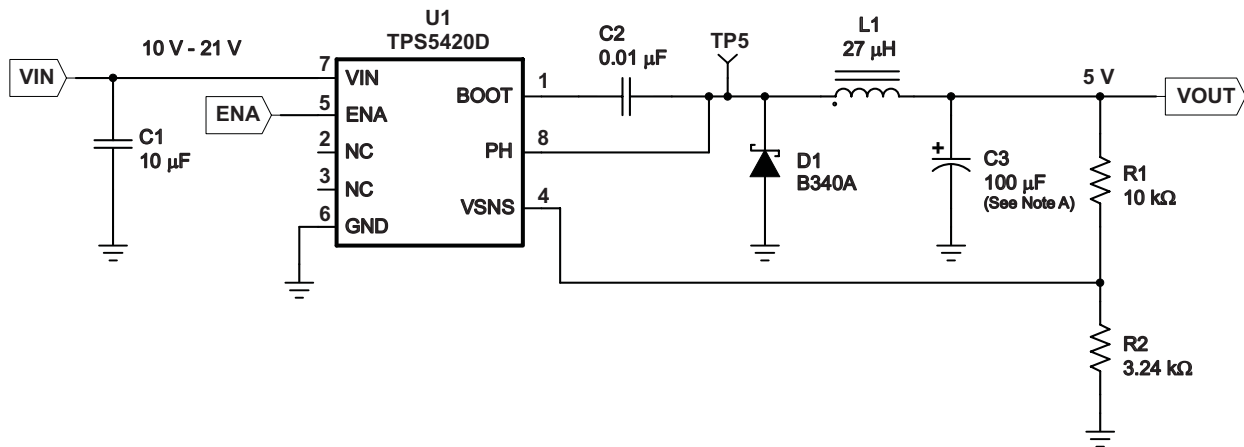 U1
TPS5420D
10 V - 21 V
VIN
7
VIN
ENA
5
ENA
2
NC
3
NC
6
GND
BOOT
1
PH
8
VSNS
4
C1
10 μF
C2
0.01 μF
TP5
L1
27 μH
5 V
VOUT
D1
B340A
+
C3
100 μF
(See Note A)
R1
10 kΩ
R2
3.24 kΩ